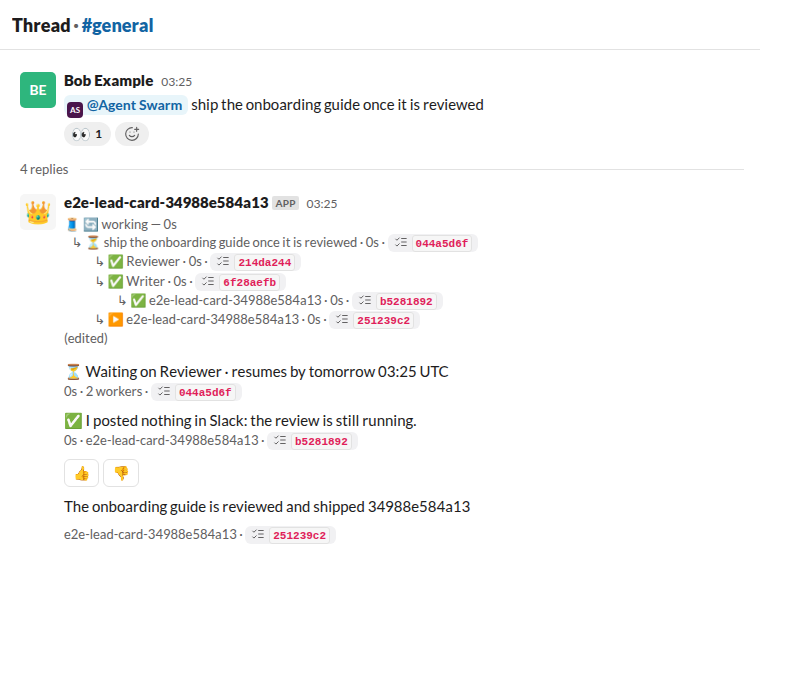 Thread • #general
BE
Bob Example 03:25
AS @Agent Swarm ship the onboarding guide once it is reviewed
👀 1
4 replies
e2e-lead-card-34988e584a13 APP 03:25
🧵 🔄 working — 0s
↳ ⏳ ship the onboarding guide once it is reviewed · 0s · 044a5d6f
↳ ✅ Reviewer · 0s · 214da244
↳ ✅ Writer · 0s · 6f28aefb
↳ ✅ e2e-lead-card-34988e584a13 · 0s · b5281892
↳ ▶️ e2e-lead-card-34988e584a13 · 0s · 251239c2
(edited)
⏳ Waiting on Reviewer · resumes by tomorrow 03:25 UTC
0s · 2 workers · 044a5d6f
✅ I posted nothing in Slack: the review is still running.
0s · e2e-lead-card-34988e584a13 · b5281892
👍 👎
The onboarding guide is reviewed and shipped 34988e584a13
e2e-lead-card-34988e584a13 · 251239c2